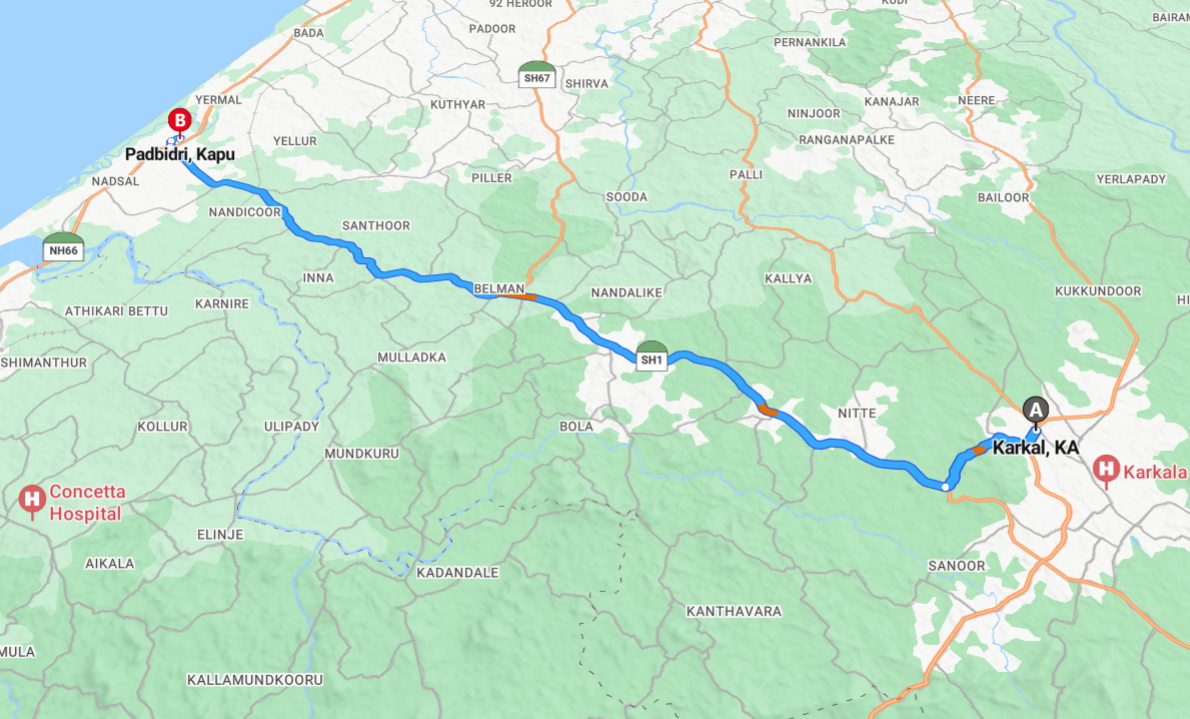 92 HEROOR
KUDI
BADA
PADOOR
BAIRAM
PERNANKILA
SH67
SHIRVA
YERMAL
KUTHYAR
KANAJAR
NEERE
NINJOOR
B
YELLUR
RANGANAPALKE
Padbidri, Kapu
NADSAL
PILLER
PALLI
YERLAPADY
SOODA
BAILOOR
NANDICOOR
SANTHOOR
NH66
INNA
BELMAN
NANDALIKE
KALLYA
KUKKUNDOOR
HI
KARNIRE
ATHIKARI BETTU
SHIMANTHUR
MULLADKA
SH1
A
NITTE
KOLLUR
ULIPADY
BOLA
MUNDKURU
Karkal, KA
H
Karkala
H
Concetta
Hospital
ELINJE
AIKALA
KADANDALE
SANOOR
KANTHAVARA
MULA
KALLAMUNDKOORU